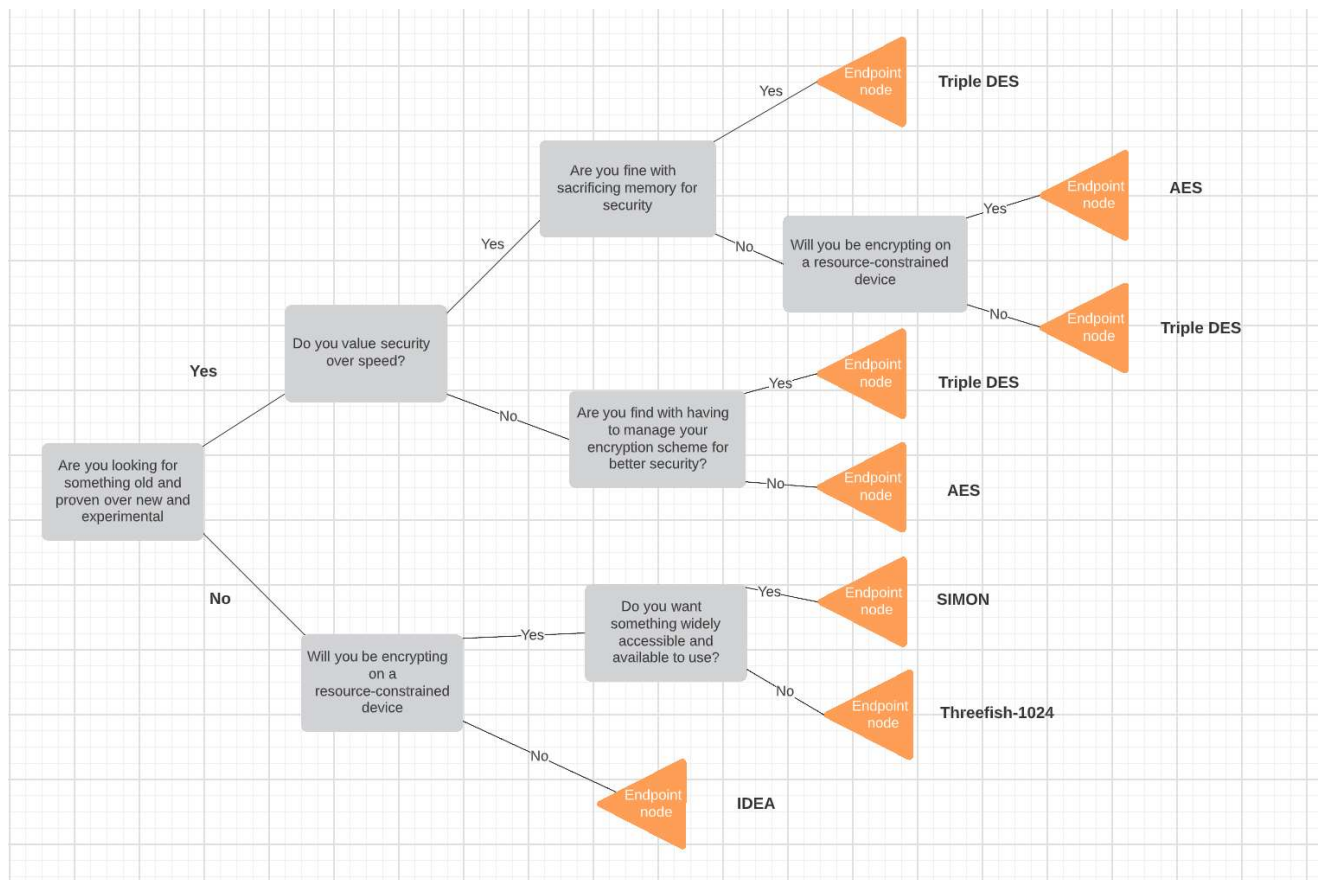 Endpoint
node
Triple DES
Yes
Are you fine with
sacrificing memory for
security
Endpoint
node
AES
Yes
Yes
No
Will you be encrypting on
a resource-constrained
device
Do you value security
over speed?
No
Endpoint
node
Triple DES
Yes
Endpoint
node
Triple DES
Yes
No
Are you find with having
to manage your
encryption scheme for
better security?
Are you looking for
something old and
proven over new and
experimental
No
Endpoint
node
AES
No
Do you want
something widely
accessible and
available to use?
Yes
Endpoint
node
SIMON
Yes
Will you be encrypting
on a
resource-constrained
device
No
Endpoint
node
Threefish-1024
No
Endpoint
node
IDEA